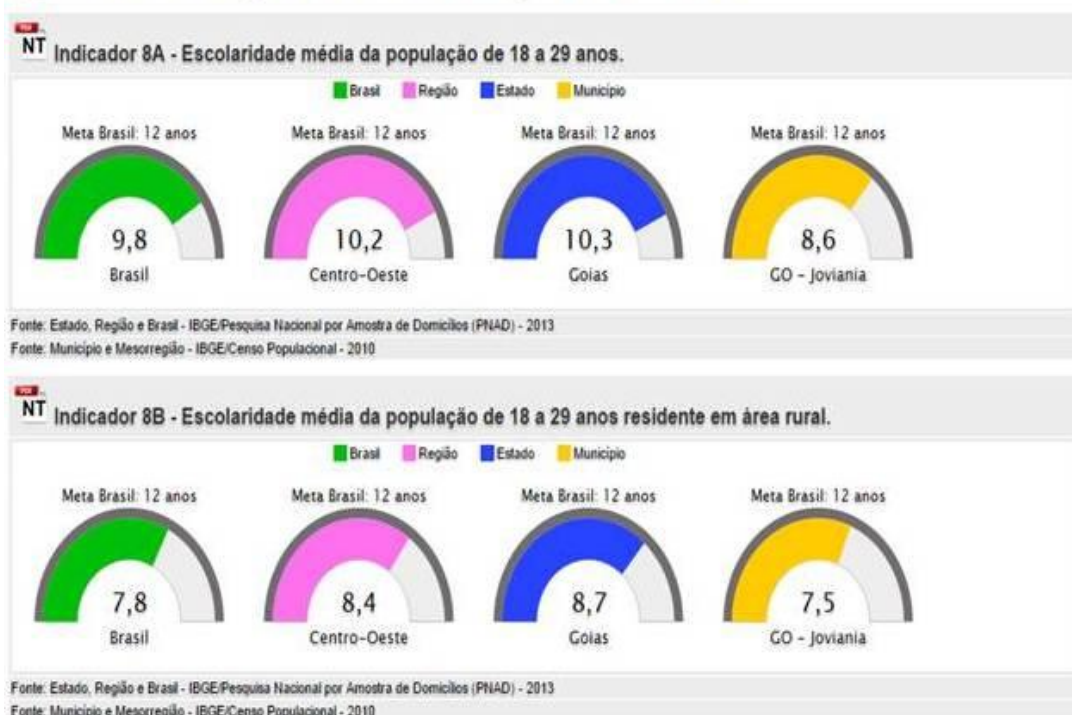 NT Indicador 8A - Escolaridade média da população de 18 a 29 anos.
Brasil Região Estado Município
Meta Brasil: 12 anos Meta Brasil: 12 anos Meta Brasil: 12 anos Meta Brasil: 12 anos
9,8 10,2 10,3 8,6
Brasil Centro-Oeste Goias GO - Joviania
Fonte: Estado, Região e Brasil - IBGE/Pesquisa Nacional por Amostra de Domicílios (PNAD) - 2013
Fonte: Município e Mesorregião - IBGE/Censo Populacional - 2010
NT Indicador 8B - Escolaridade média da população de 18 a 29 anos residente em área rural.
Brasil Região Estado Município
Meta Brasil: 12 anos Meta Brasil: 12 anos Meta Brasil: 12 anos Meta Brasil: 12 anos
7,8 8,4 8,7 7,5
Brasil Centro-Oeste Goias GO - Joviania
Fonte: Estado, Região e Brasil - IBGE/Pesquisa Nacional por Amostra de Domicílios (PNAD) - 2013
Fonte: Município e Mesorregião - IBGE/Censo Populacional - 2010